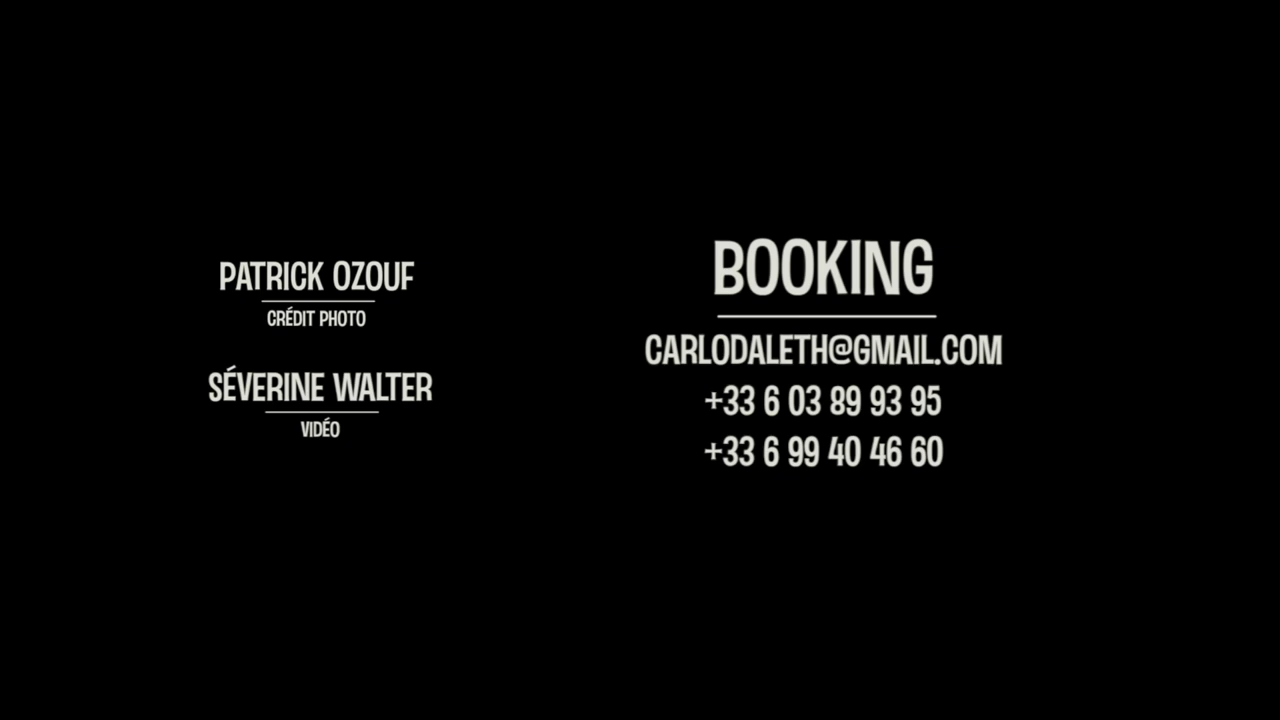 PATRICK OZOUF
CRÉDIT PHOTO
SÉVERINE WALTER
VIDÉO
BOOKING
CARLODALETH@GMAIL.COM
+33 6 03 89 93 95
+33 6 99 40 46 60